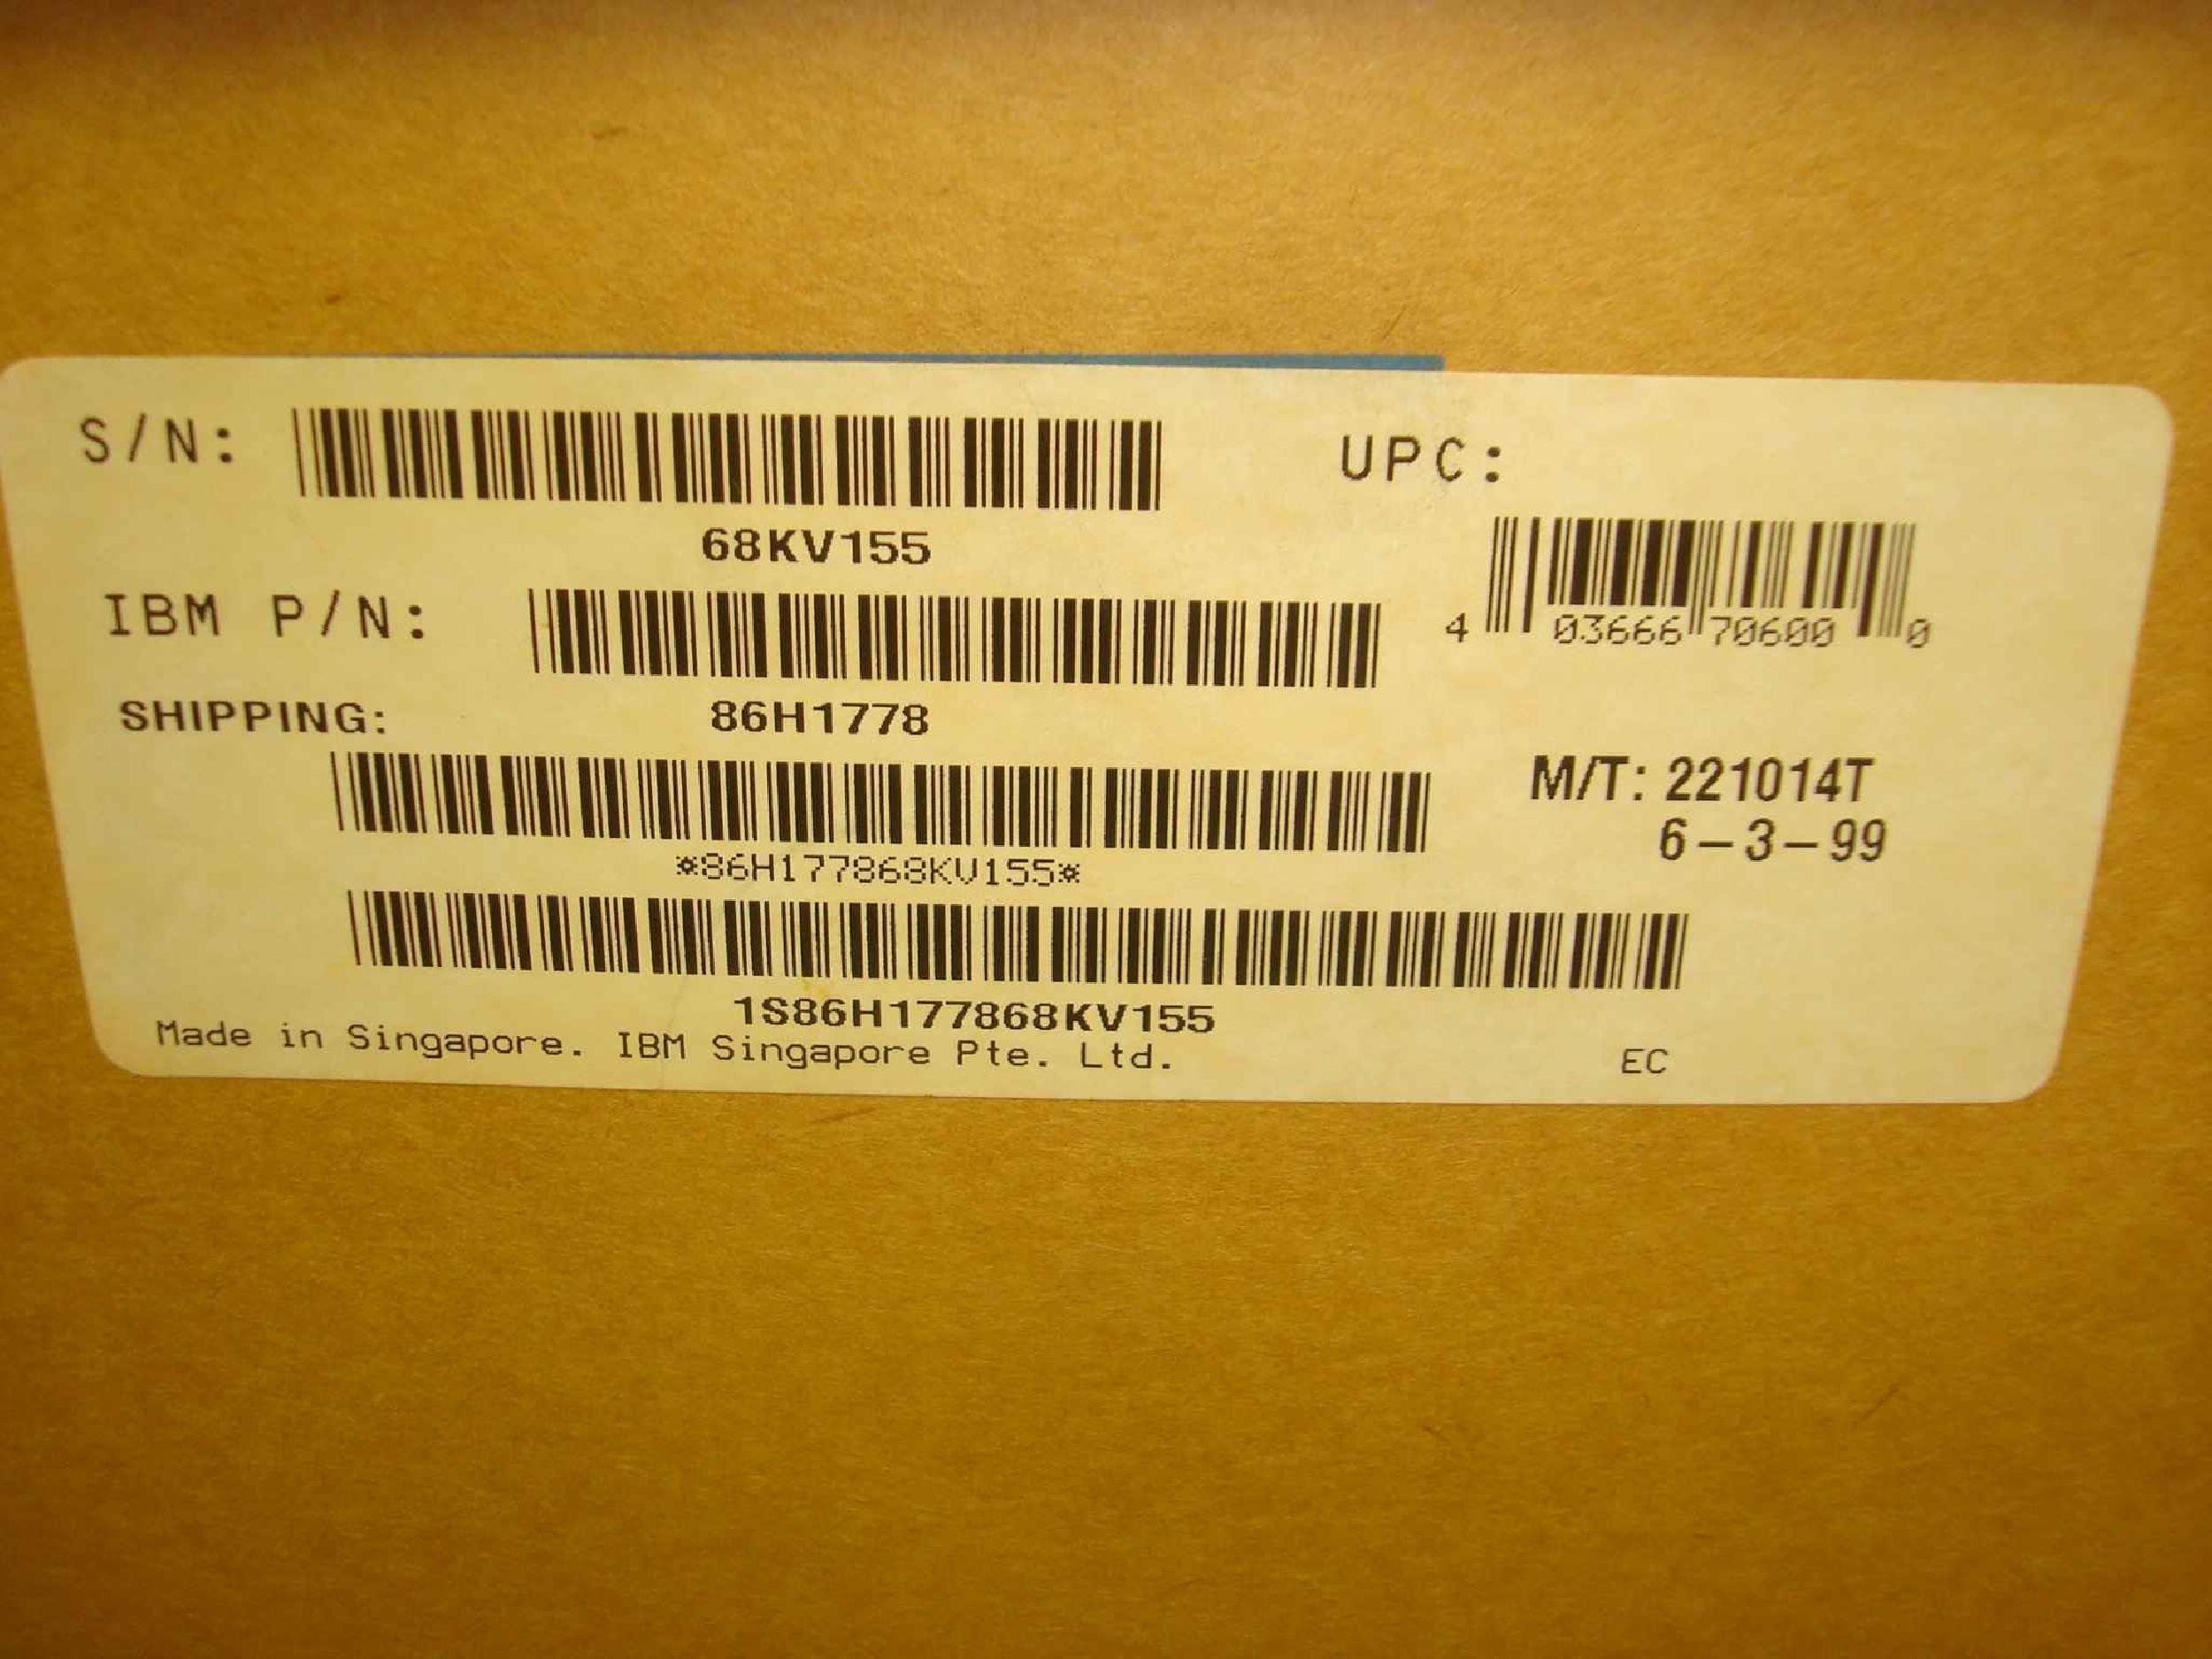 S/N:
68KV155
UPC:
4 03666 70600 0
IBM P/N:
86H1778
SHIPPING:
*86H177868KV155*
M/T: 221014T
6-3-99
1S86H177868KV155
Made in Singapore. IBM Singapore Pte. Ltd.
EC